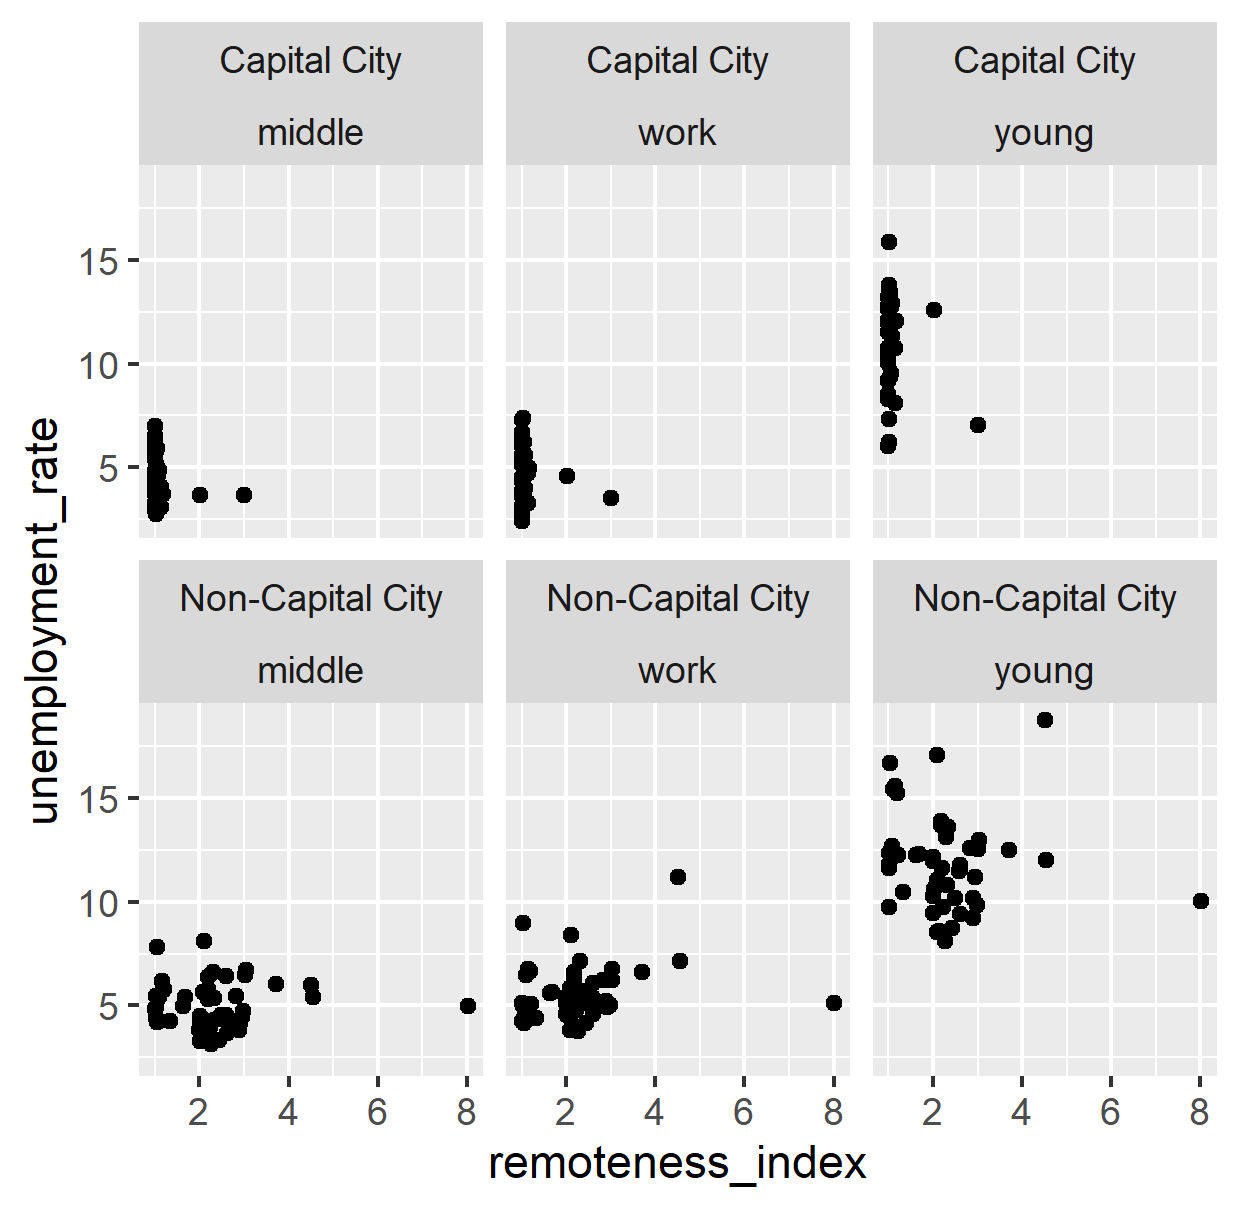 Capital City
middle
Capital City
work
Capital City
young
15
10
5
Non-Capital City
middle
Non-Capital City
work
Non-Capital City
young
15
10
5
2 4 6 8
2 4 6 8
2 4 6 8
remoteness_index
unemployment_rate